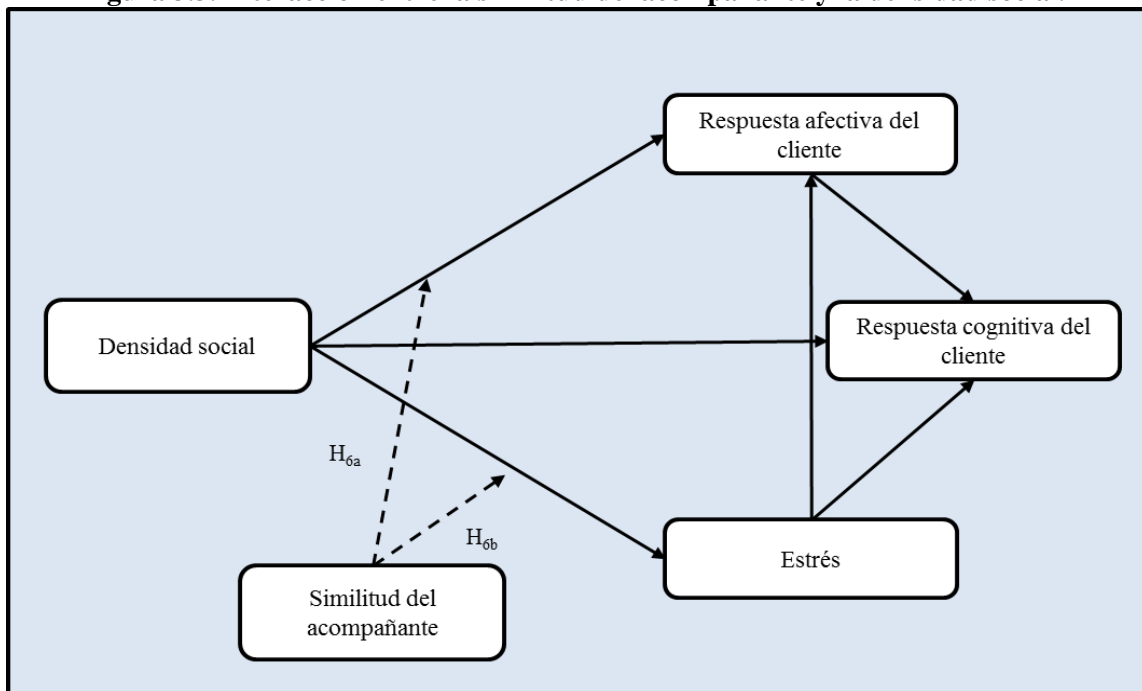 Respuesta afectiva del
cliente
Densidad social
Respuesta cognitiva del
cliente
H6a
H6b
Estrés
Similitud del
acompañante